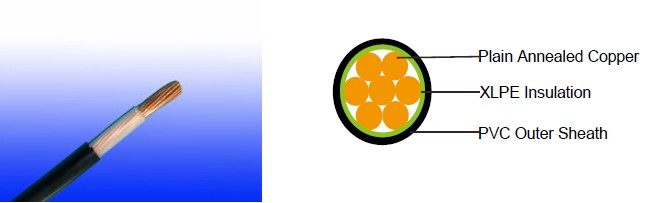 Plain Annealed Copper
XLPE Insulation
PVC Outer Sheath